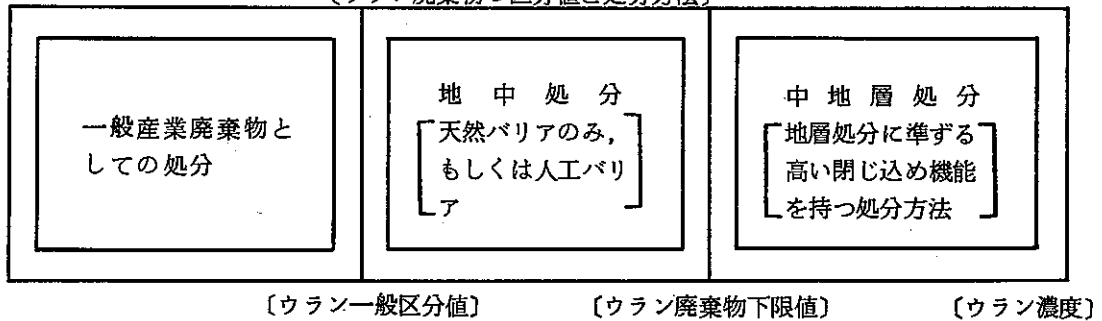 一般産業廃棄物と
しての処分
地中処分
天然バリアのみ,
もしくは人工バリ
ア
中地層処分
地層処分に準ずる
高い閉じ込め機能
を持つ処分方法
〔ウラン一般区分値〕 〔ウラン廃棄物下限値〕 〔ウラン濃度〕